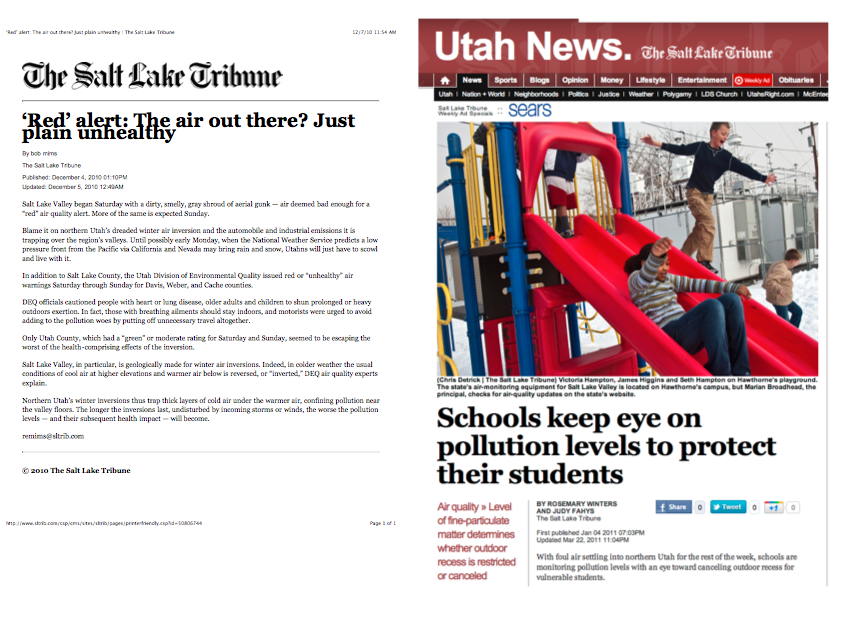 'Red' alert: The air out there? Just plain unhealthy | The Salt Lake Tribune
12/7/10 11:54 AM
The Salt Lake Tribune
'Red' alert: The air out there? Just
plain unhealthy
By bob mims
The Salt Lake Tribune
Published: December 4, 2010 01:10PM
Updated: December 5, 2010 12:49AM
Salt Lake Valley began Saturday with a dirty, smelly, gray shroud of aerial gunk — air deemed bad enough for a
"red" air quality alert. More of the same is expected Sunday.
Blame it on northern Utah's dreaded winter air inversion and the automobile and industrial emissions it is
trapping over the region's valleys. Until possibly early Monday, when the National Weather Service predicts a low
pressure front from the Pacific via California and Nevada may bring rain and snow, Utahns will just have to scowl
and live with it.
In addition to Salt Lake County, the Utah Division of Environmental Quality issued red or "unhealthy" air
warnings Saturday through Sunday for Davis, Weber, and Cache counties.
DEQ officials cautioned people with heart or lung disease, older adults and children to shun prolonged or heavy
outdoors exertion. In fact, those with breathing ailments should stay indoors, and motorists were urged to avoid
adding to the pollution woes by putting off unnecessary travel altogether.
Only Utah County, which had a "green" or moderate rating for Saturday and Sunday, seemed to be escaping the
worst of the health-comprising effects of the inversion.
Salt Lake Valley, in particular, is geologically made for winter air inversions. Indeed, in colder weather the usual
conditions of cool air at higher elevations and warmer air below is reversed, or "inverted," DEQ air quality experts
explain.
Northern Utah's winter inversions thus trap thick layers of cold air under the warmer air, confining pollution near
the valley floors. The longer the inversions last, undisturbed by incoming storms or winds, the worse the pollution
levels — and their subsequent health impact — will become.
remims@sltrib.com
© 2010 The Salt Lake Tribune
http://www.sltrib.com/csp/cms/sites/sltrib/pages/printerfriendly.csp?id=50806744
Page 1 of 1
Utah News. The Salt Lake Tribune
News Sports Blogs Opinion Money Lifestyle Entertainment Weekly Ad Obituaries
Utah | Nation + World | Neighborhoods | Politics | Justice | Weather | Polygamy | LDS Church | UtahsRight.com | McEntee
Salt Lake Tribune
Weekly Ad Specials :: sears
(Chris Detrick | The Salt Lake Tribune) Victoria Hampton, James Higgins and Seth Hampton on Hawthorne's playground.
The state's air-monitoring equipment for Salt Lake Valley is located on Hawthorne's campus, but Marian Broadhead, the
principal, checks for air-quality updates on the state's website.
Schools keep eye on
pollution levels to protect
their students
Air quality » Level
of fine-particulate
matter determines
whether outdoor
recess is restricted
or canceled
BY ROSEMARY WINTERS
AND JUDY FAHYS
The Salt Lake Tribune
Share 0 Tweet 0 +1 0
First published Jan 04 2011 07:03PM
Updated Mar 22, 2011 11:04PM
With foul air settling into northern Utah for the rest of the week, schools are
monitoring pollution levels with an eye toward canceling outdoor recess for
vulnerable students.